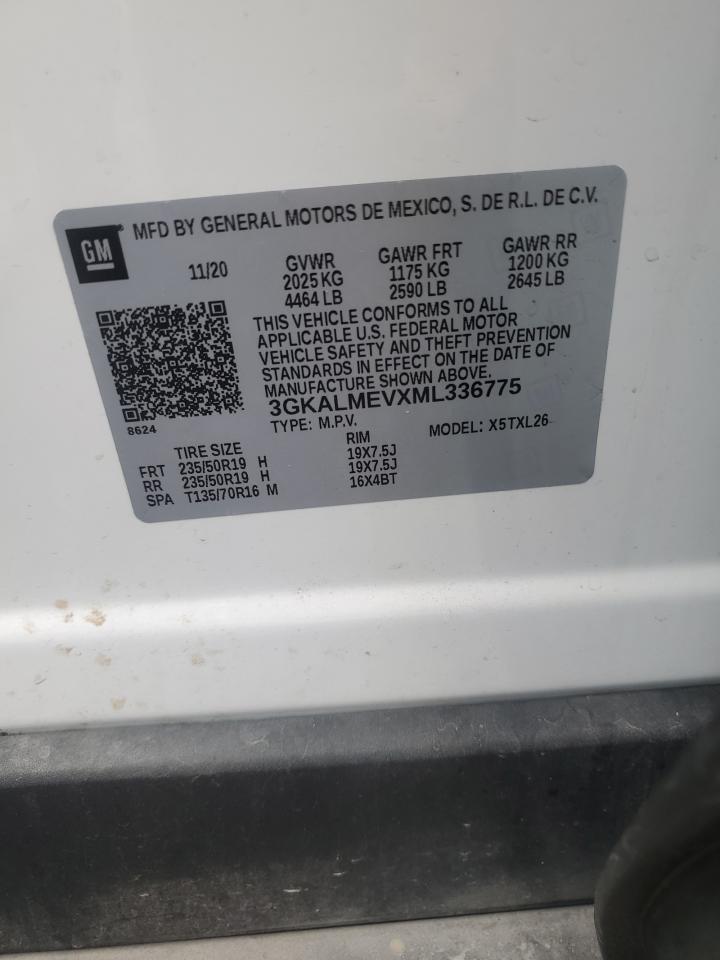 GM
MFD BY GENERAL MOTORS DE MEXICO, S. DE R.L. DE C.V.
11/20 GVWR GAWR FRT GAWR RR
2025 KG 1175 KG 1200 KG
4464 LB 2590 LB 2645 LB
THIS VEHICLE CONFORMS TO ALL
APPLICABLE U.S. FEDERAL MOTOR
VEHICLE SAFETY AND THEFT PREVENTION
STANDARDS IN EFFECT ON THE DATE OF
MANUFACTURE SHOWN ABOVE.
8624
3GKALMEVXML336775
TYPE: M.P.V. MODEL: X5TXL26
TIRE SIZE RIM
FRT 235/50R19 H 19X7.5J
RR 235/50R19 H 19X7.5J
SPA T135/70R16 M 16X4BT